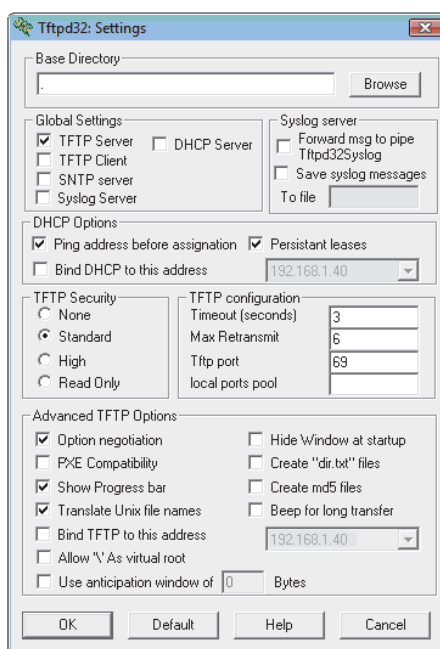 Tftpd32: Settings
Base Directory
.
Browse
Global Settings
TFTP Server
DHCP Server
TFTP Client
SNTP server
Syslog Server
Syslog server
Forward msg to pipe
Tftpd32Syslog
Save syslog messages
To file
DHCP Options
Ping address before assignation
Persistant leases
Bind DHCP to this address
192.168.1.40
TFTP Security
None
Standard
High
Read Only
TFTP configuration
Timeout (seconds) 3
Max Retransmit 6
Tftp port 69
local ports pool
Advanced TFTP Options
Option negotiation
PXE Compatibility
Show Progress bar
Translate Unix file names
Bind TFTP to this address
Allow '\' As virtual root
Use anticipation window of 0 Bytes
Hide Window at startup
Create "dir.txt" files
Create md5 files
Beep for long transfer
192.168.1.40
OK
Default
Help
Cancel